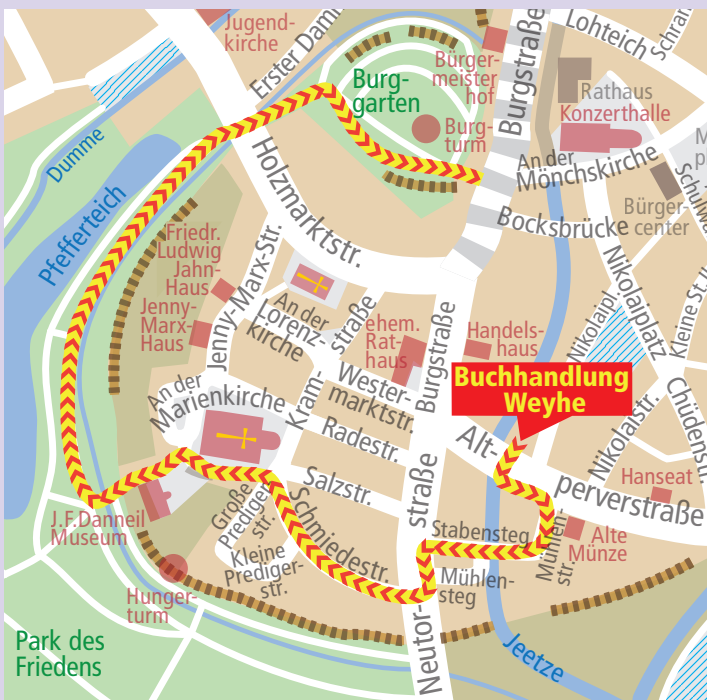 Jugend-
kirche
Erster Damm
Burg-
garten
Bürger-
meister
hof
Burg-
turm
Burgstraße
Lohteich
Schran
Rathaus
Konzerthalle
An der
Mönchskirche
M
p
Schulwa
Bürger-
center
Bocksbrücke
Dumme
Pfefferteich
Holzmarktstr.
Friedr.
Ludwig
Jahn-
Haus
Jenny-
Marx-
Haus
Jenny-Marx-Str.
An der
Lorenz-
kirche
Kram-
straße
ehem.
Rat-
haus
Burgstraße
Handels-
haus
Nikolaipl.
Nikolaiplatz
Kleine St.
Buchhandlung
Weyhe
An der
Marienkirche
Wester-
marktstr.
Radestr.
Salzstr.
Alt-
perverstraße
Nikolaistr.
Chüdenstr.
Hanseat
J.F.Danneil
Museum
Große
Prediger-
str.
Kleine
Prediger-
str.
Schmiedestr.
Neutor-
straße
Stabensteg
Mühlen-
steg
Mühlen-
str.
Alte
Münze
Hunger-
turm
Park des
Friedens
Jeetze